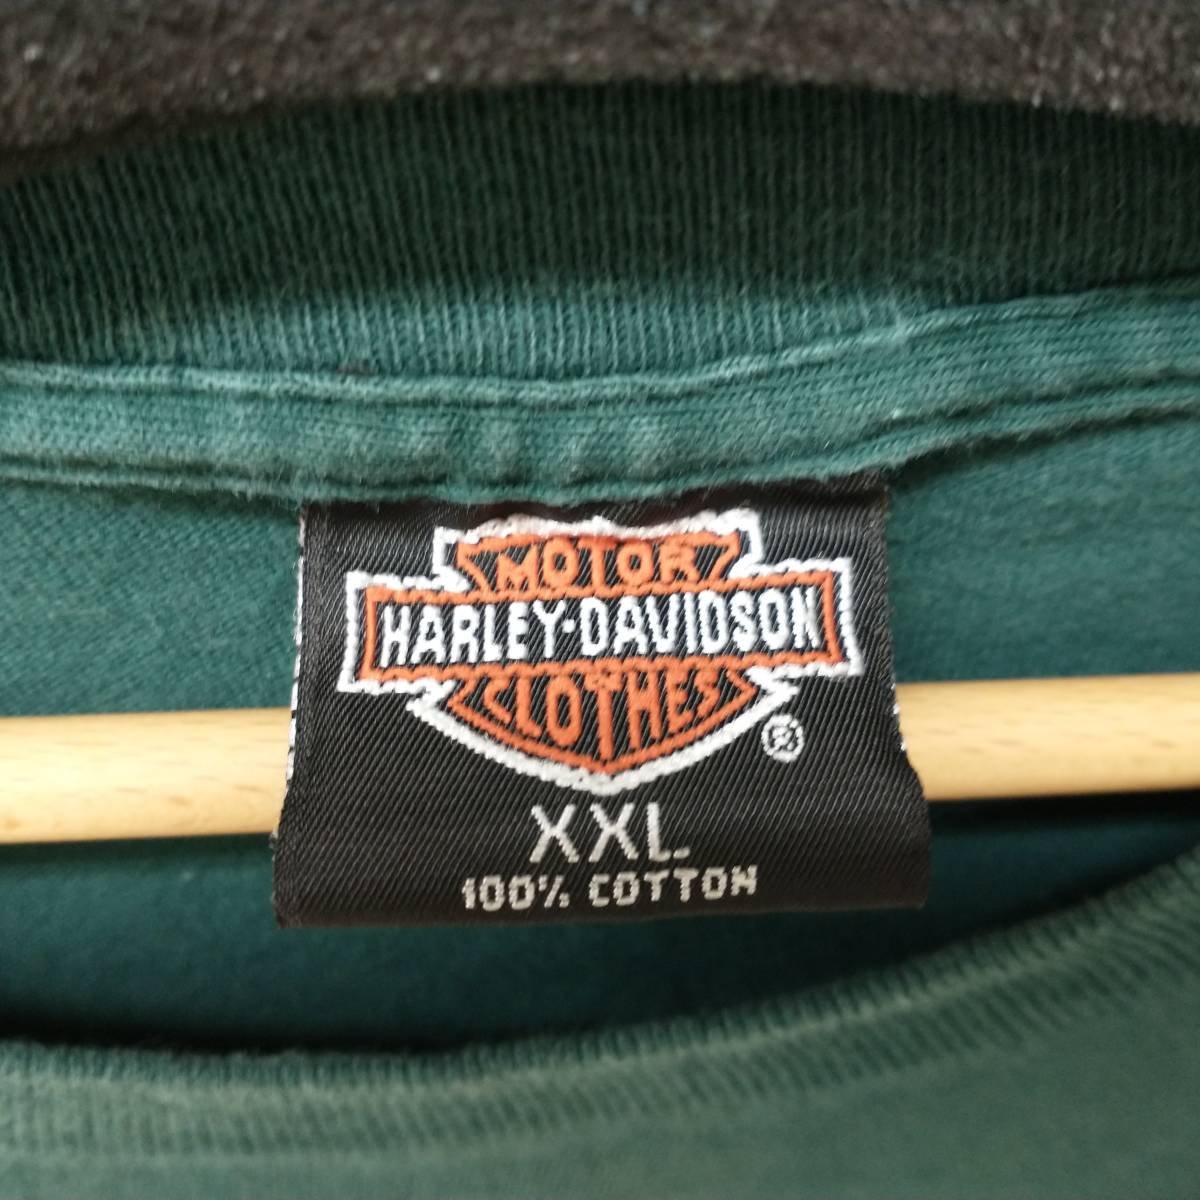 MOTOR
HARLEY-DAVIDSON
CLOTHES
®
XXL
100% COTTON